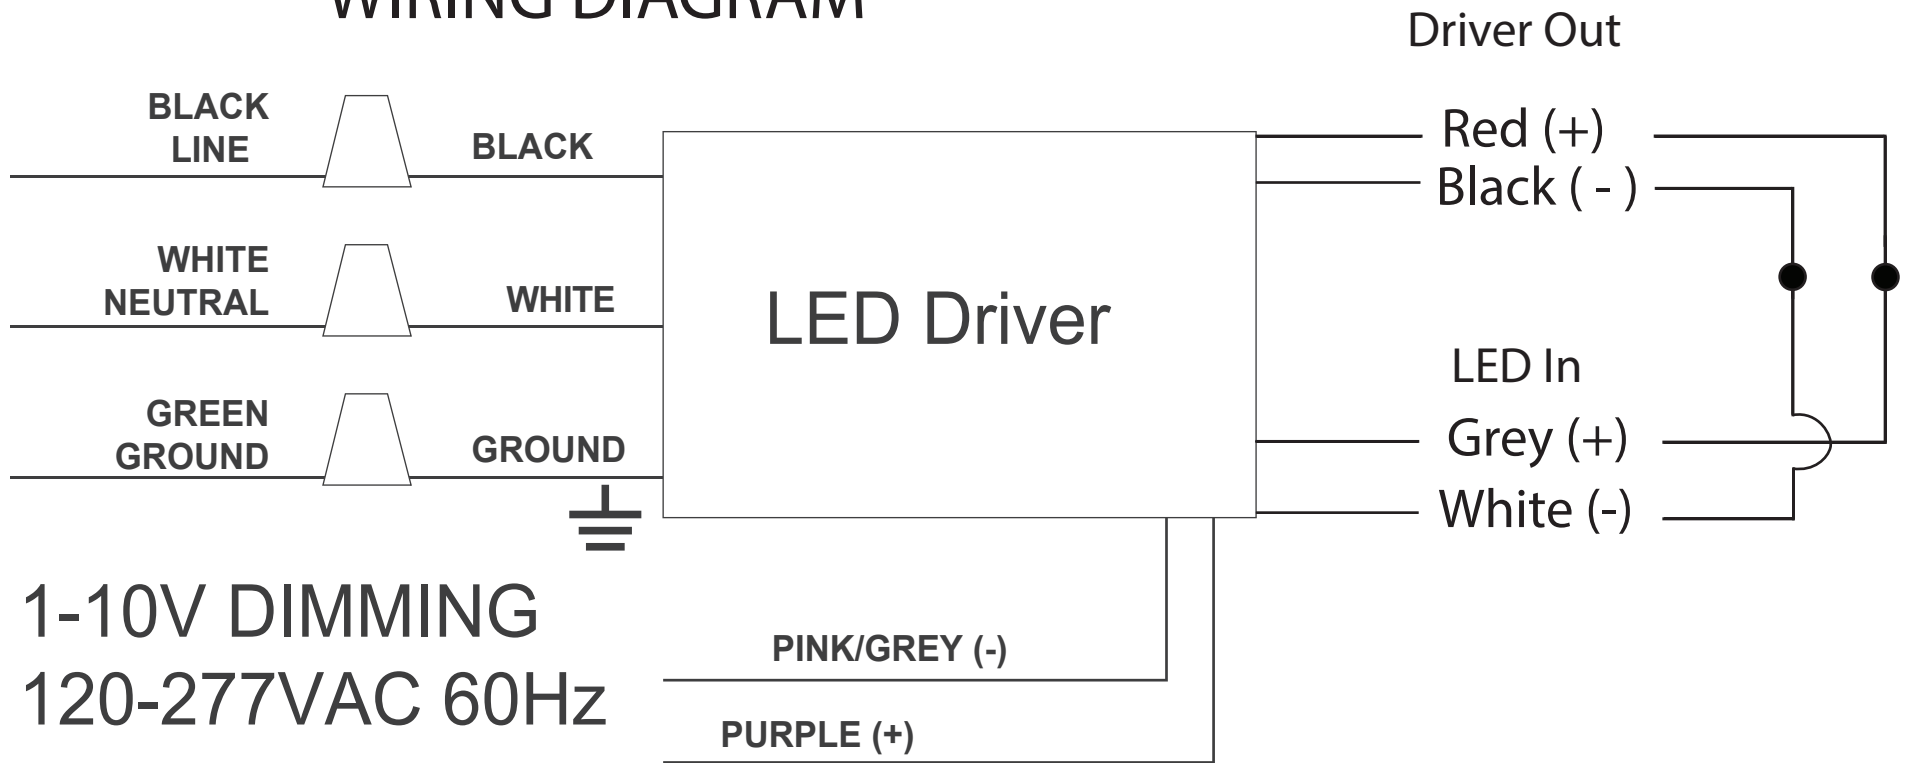 WIRING DIAGRAM
Driver Out
BLACK
LINE
BLACK
Red (+)
Black ( - )
WHITE
NEUTRAL
WHITE
LED Driver
LED In
GREEN
GROUND
GROUND
Grey (+)
White (-)
1-10V DIMMING
120-277VAC 60Hz
PINK/GREY (-)
PURPLE (+)